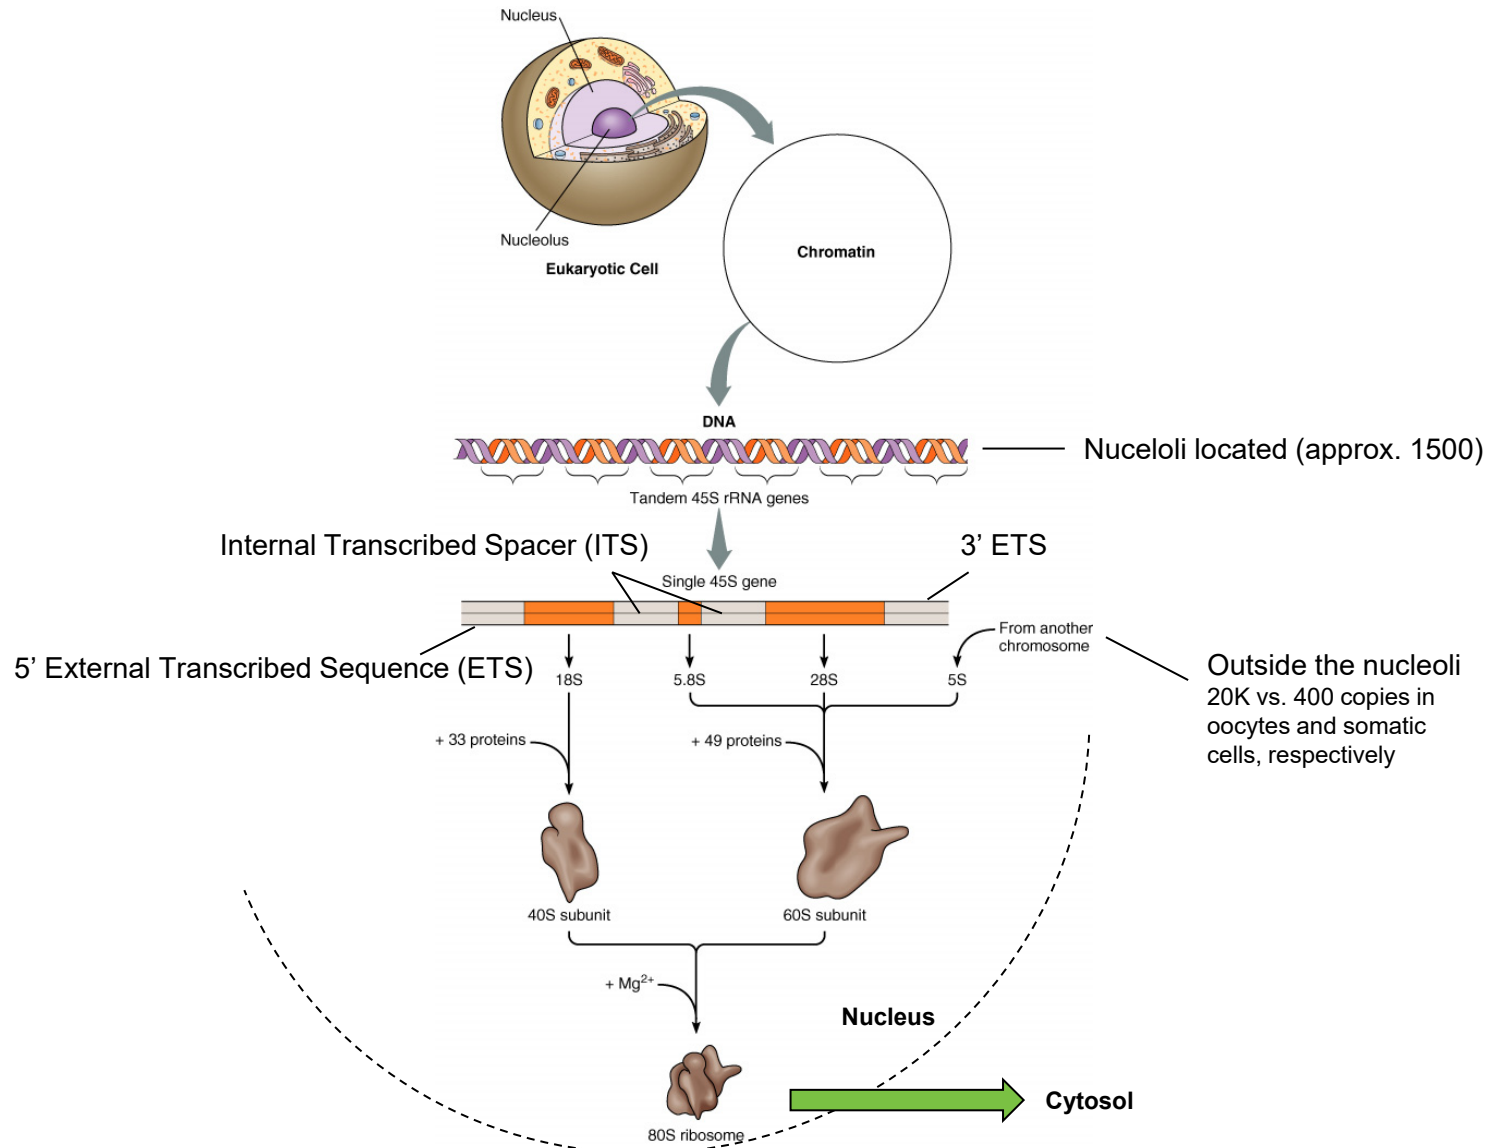 Nucleus
Nucleolus
Eukaryotic Cell
Chromatin
DNA
Nuceloli located (approx. 1500)
Tandem 45S rRNA genes
Internal Transcribed Spacer (ITS)
3’ ETS
Single 45S gene
5’ External Transcribed Sequence (ETS)
18S
5.8S
28S
5S
From another
chromosome
Outside the nucleoli
20K vs. 400 copies in
oocytes and somatic
cells, respectively
+ 33 proteins
+ 49 proteins
40S subunit
60S subunit
+ Mg²⁺
Nucleus
Cytosol
80S ribosome